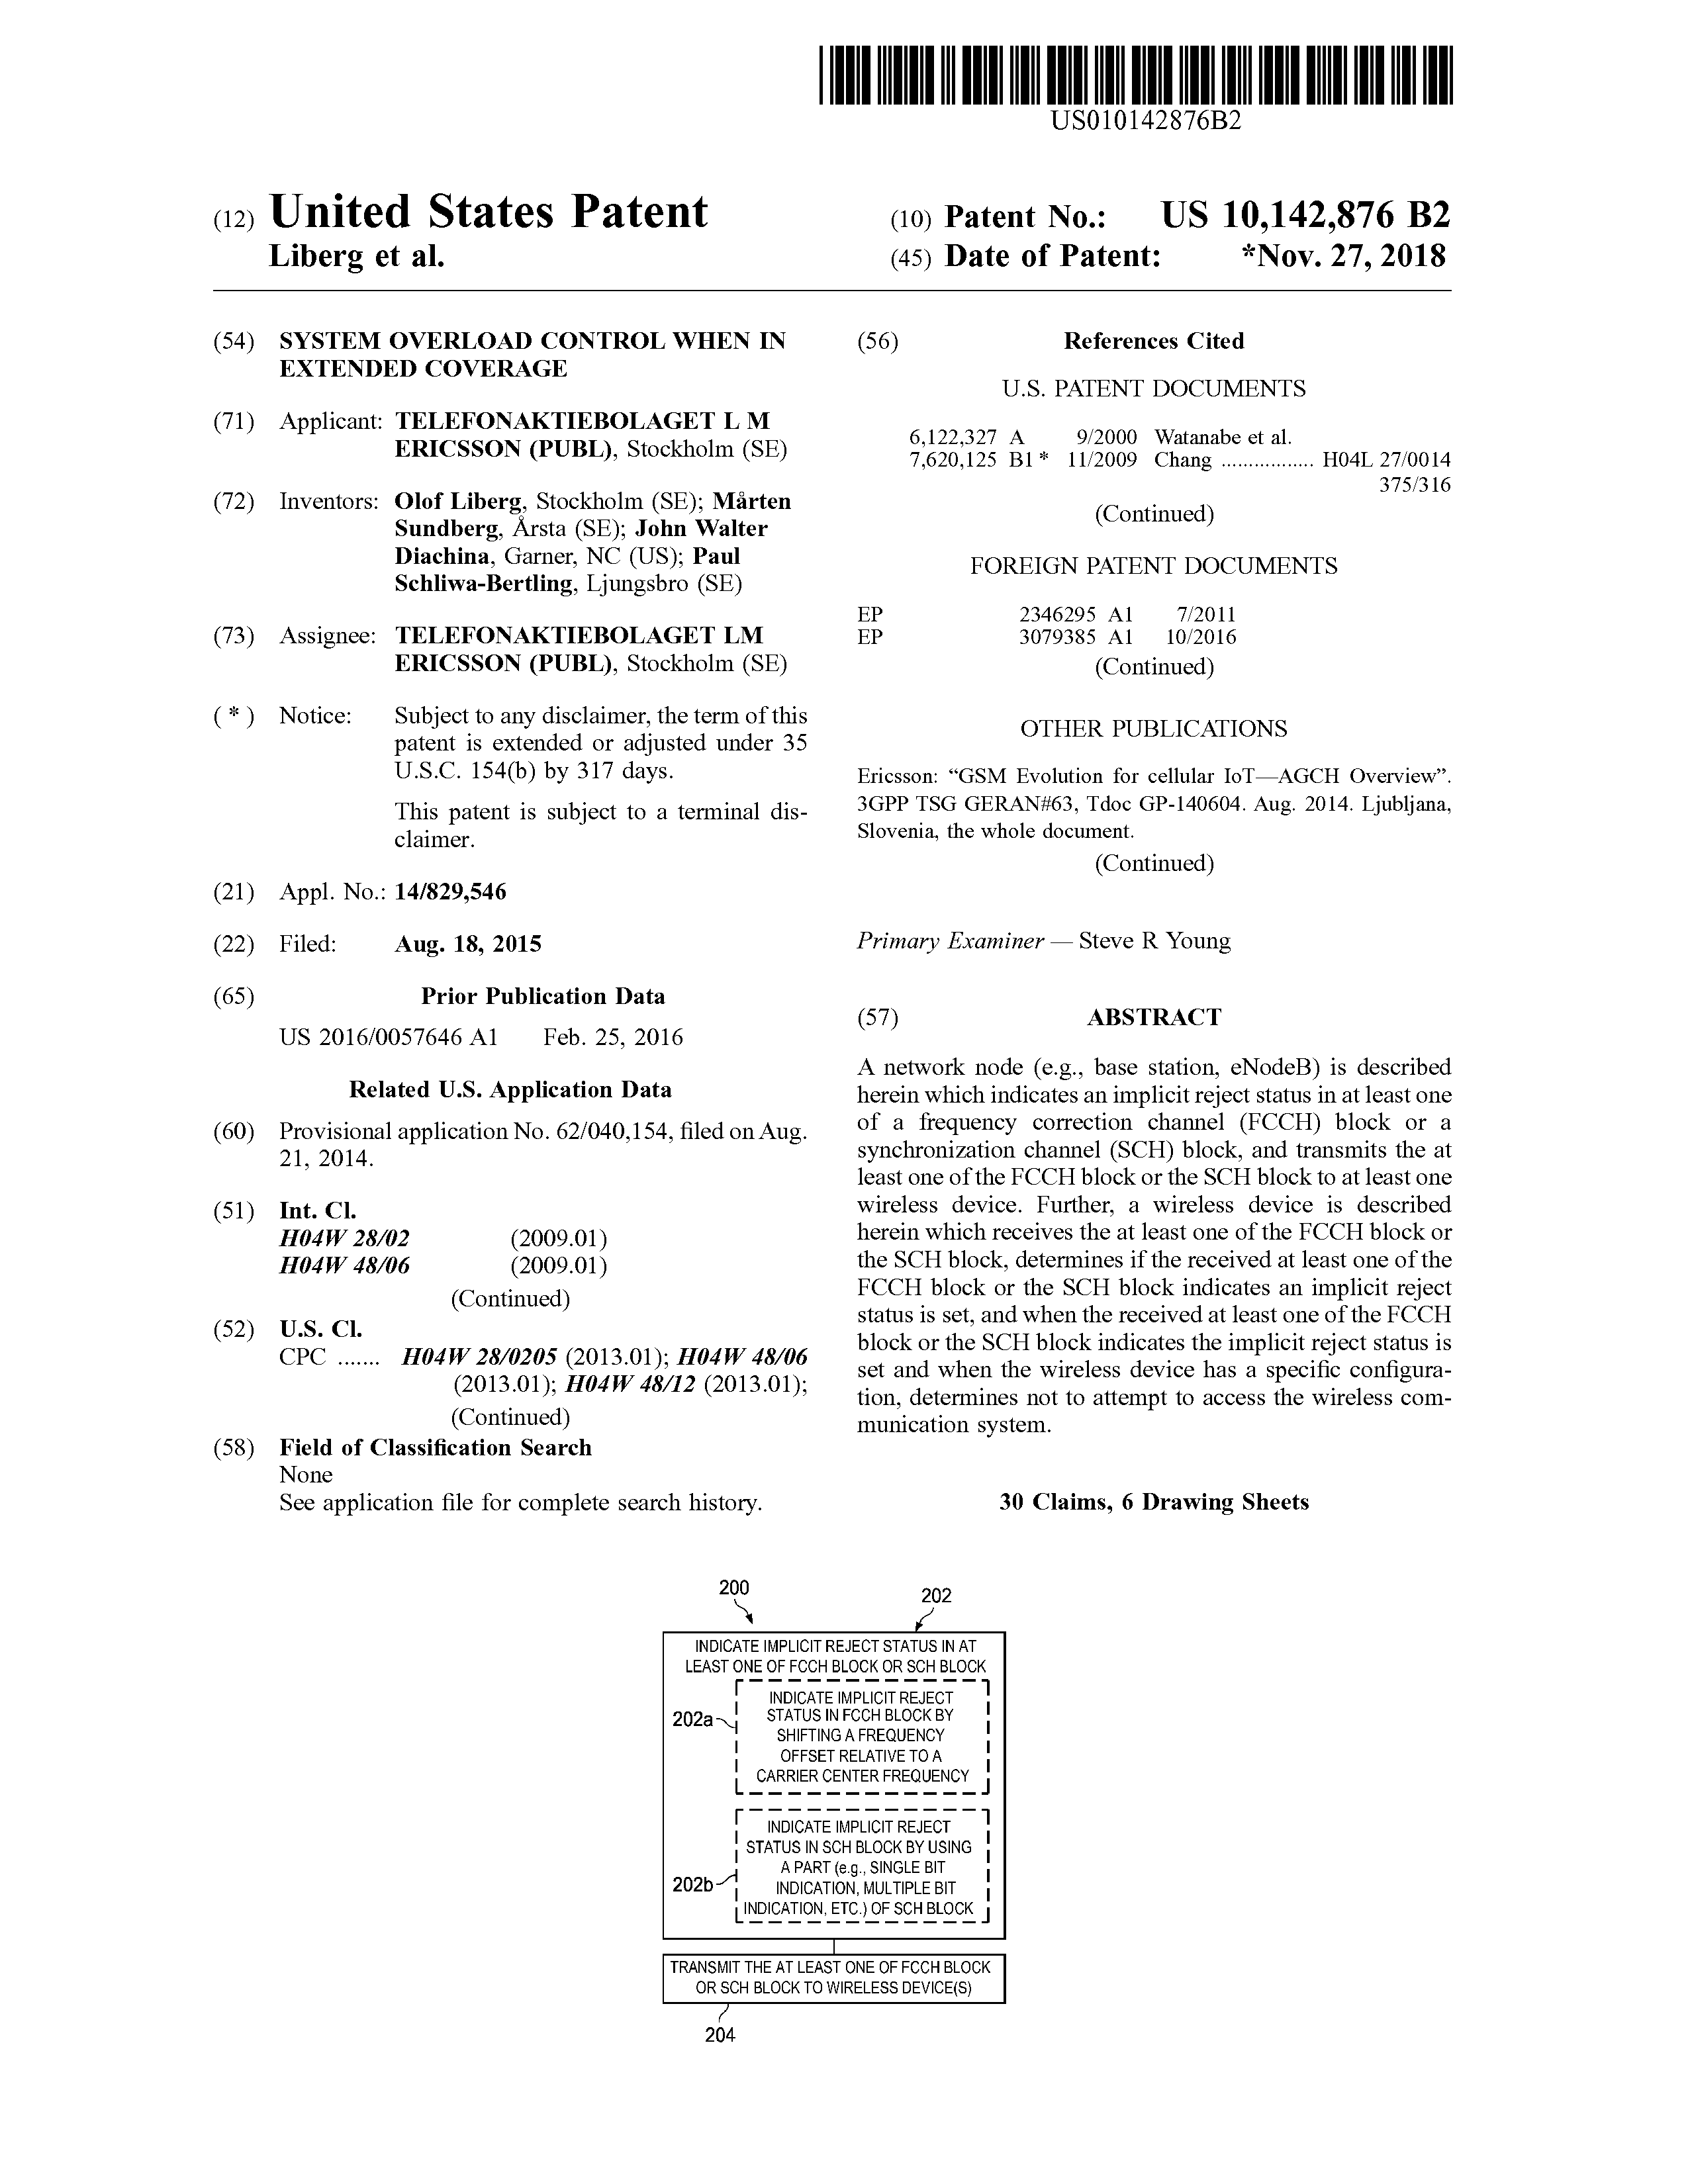 US010142876B2
(12) United States Patent
Liberg et al.
(10) Patent No.: US 10,142,876 B2
(45) Date of Patent: *Nov. 27, 2018
(54) SYSTEM OVERLOAD CONTROL WHEN IN
EXTENDED COVERAGE
(71) Applicant: TELEFONAKTIEBOLAGET L M
ERICSSON (PUBL), Stockholm (SE)
(72) Inventors: Olof Liberg, Stockholm (SE); Mårten
Sundberg, Årsta (SE); John Walter
Diachina, Garner, NC (US); Paul
Schliwa-Bertling, Ljungsbro (SE)
(73) Assignee: TELEFONAKTIEBOLAGET LM
ERICSSON (PUBL), Stockholm (SE)
( * ) Notice: Subject to any disclaimer, the term of this
patent is extended or adjusted under 35
U.S.C. 154(b) by 317 days.
This patent is subject to a terminal dis-
claimer.
(21) Appl. No.: 14/829,546
(22) Filed: Aug. 18, 2015
(65) Prior Publication Data
US 2016/0057646 A1 Feb. 25, 2016
Related U.S. Application Data
(60) Provisional application No. 62/040,154, filed on Aug.
21, 2014.
(51) Int. Cl.
H04W 28/02 (2009.01)
H04W 48/06 (2009.01)
(Continued)
(52) U.S. Cl.
CPC ....... H04W 28/0205 (2013.01); H04W 48/06
(2013.01); H04W 48/12 (2013.01);
(Continued)
(58) Field of Classification Search
None
See application file for complete search history.
(56) References Cited
U.S. PATENT DOCUMENTS
6,122,327 A 9/2000 Watanabe et al.
7,620,125 B1 * 11/2009 Chang ................. H04L 27/0014
375/316
(Continued)
FOREIGN PATENT DOCUMENTS
EP 2346295 A1 7/2011
EP 3079385 A1 10/2016
(Continued)
OTHER PUBLICATIONS
Ericsson: “GSM Evolution for cellular IoT—AGCH Overview”.
3GPP TSG GERAN#63, Tdoc GP-140604. Aug. 2014. Ljubljana,
Slovenia, the whole document.
(Continued)
Primary Examiner — Steve R Young
(57) ABSTRACT
A network node (e.g., base station, eNodeB) is described
herein which indicates an implicit reject status in at least one
of a frequency correction channel (FCCH) block or a
synchronization channel (SCH) block, and transmits the at
least one of the FCCH block or the SCH block to at least one
wireless device. Further, a wireless device is described
herein which receives the at least one of the FCCH block or
the SCH block, determines if the received at least one of the
FCCH block or the SCH block indicates an implicit reject
status is set, and when the received at least one of the FCCH
block or the SCH block indicates the implicit reject status is
set and when the wireless device has a specific configura-
tion, determines not to attempt to access the wireless com-
munication system.
30 Claims, 6 Drawing Sheets
200
202
INDICATE IMPLICIT REJECT STATUS IN AT
LEAST ONE OF FCCH BLOCK OR SCH BLOCK
202a
INDICATE IMPLICIT REJECT
STATUS IN FCCH BLOCK BY
SHIFTING A FREQUENCY
OFFSET RELATIVE TO A
CARRIER CENTER FREQUENCY
202b
INDICATE IMPLICIT REJECT
STATUS IN SCH BLOCK BY USING
A PART (e.g., SINGLE BIT
INDICATION, MULTIPLE BIT
INDICATION, ETC.) OF SCH BLOCK
TRANSMIT THE AT LEAST ONE OF FCCH BLOCK
OR SCH BLOCK TO WIRELESS DEVICE(S)
204